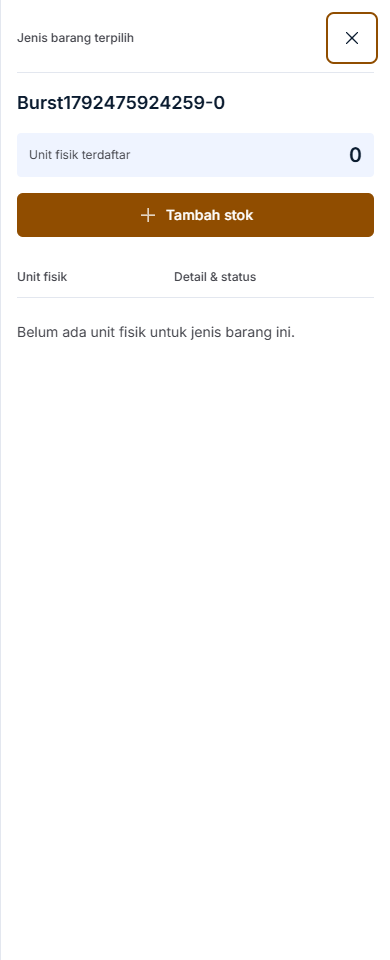 Jenis barang terpilih
Burst1792475924259-0
Unit fisik terdaftar 0
Tambah stok
Unit fisik Detail & status
Belum ada unit fisik untuk jenis barang ini.